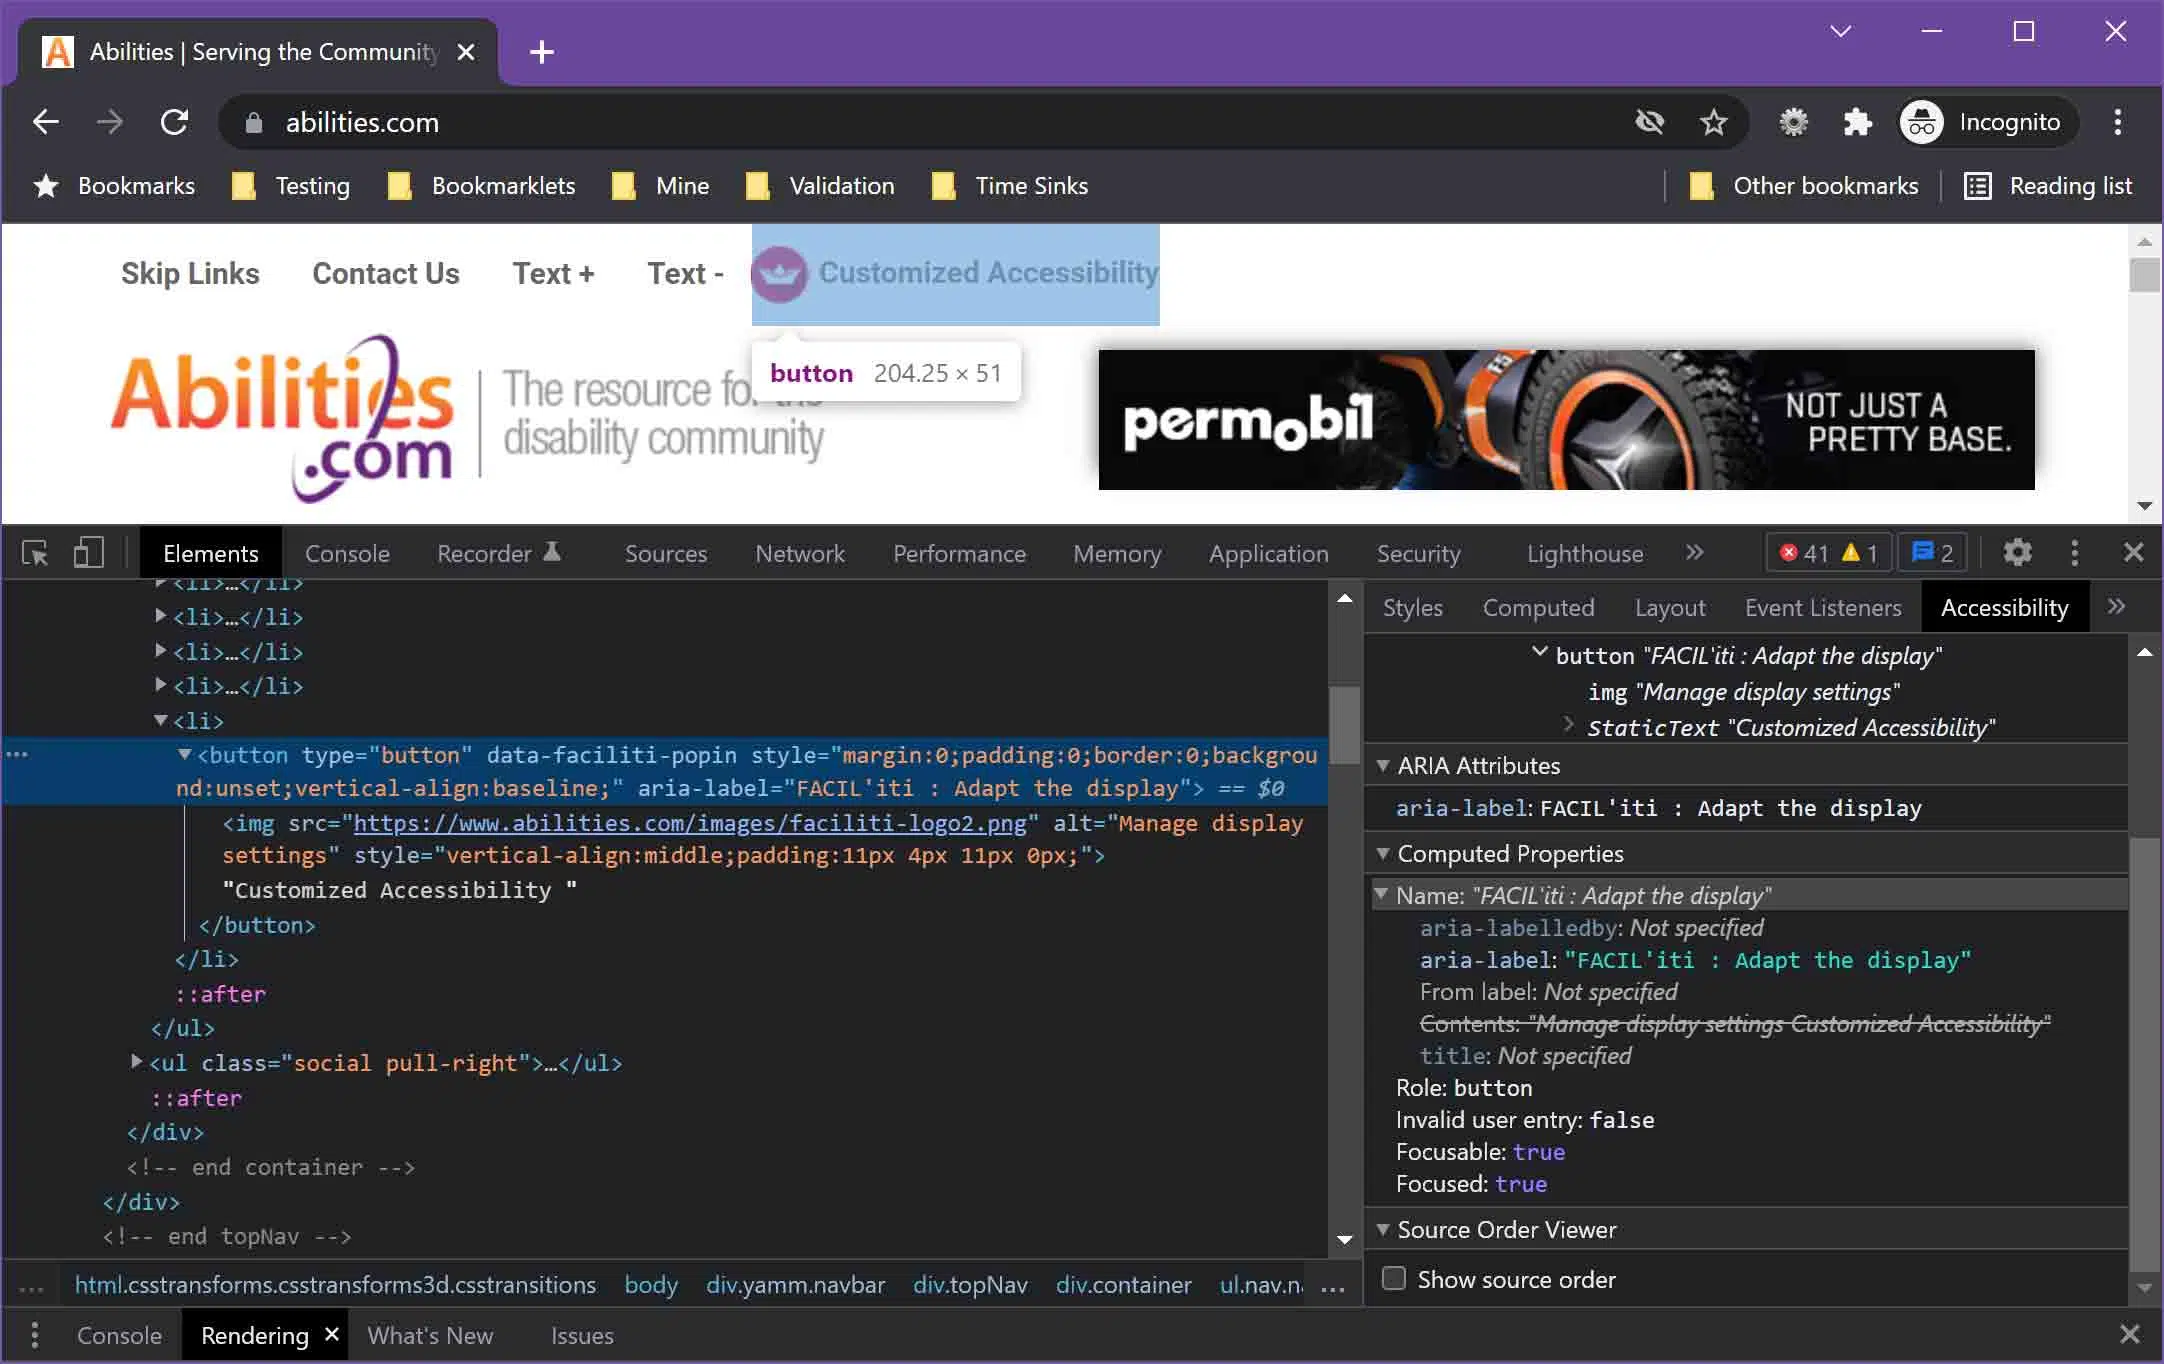 Abilities | Serving the Community
abilities.com
Incognito
Bookmarks Testing Bookmarklets Mine Validation Time Sinks Other bookmarks Reading list
Skip Links Contact Us Text + Text - Customized Accessibility
button 204.25 × 51
Abilities
.com
The resource for the
disability community
permobil
NOT JUST A
PRETTY BASE.
F5
Elements Console Recorder Sources Network Performance Memory Application Security Lighthouse » 41 1 2
<li>…</li>
<li>…</li>
<li>…</li>
<li>…</li>
<li>
<button type="button" data-faciliti-popin style="margin:0;padding:0;border:0;backgrou
nd:unset;vertical-align:baseline;" aria-label="FACIL'iti : Adapt the display"> == $0
<img src="https://www.abilities.com/images/faciliti-logo2.png" alt="Manage display
settings" style="vertical-align:middle;padding:11px 4px 11px 0px;">
"Customized Accessibility "
</button>
</li>
::after
</ul>
<ul class="social pull-right">…</ul>
::after
</div>
<!-- end container -->
</div>
<!-- end topNav -->
... html.csstransforms.csstransforms3d.csstransitions body div.yamm.navbar div.topNav div.container ul.nav.n ...
Styles Computed Layout Event Listeners Accessibility »
button "FACIL'iti : Adapt the display"
img "Manage display settings"
StaticText "Customized Accessibility"
ARIA Attributes
aria-label: FACIL'iti : Adapt the display
Computed Properties
Name: "FACIL'iti : Adapt the display"
aria-labelledby: Not specified
aria-label: "FACIL'iti : Adapt the display"
From label: Not specified
Contents: "Manage display settings Customized Accessibility"
title: Not specified
Role: button
Invalid user entry: false
Focusable: true
Focused: true
Source Order Viewer
Show source order
Console Rendering What's New Issues